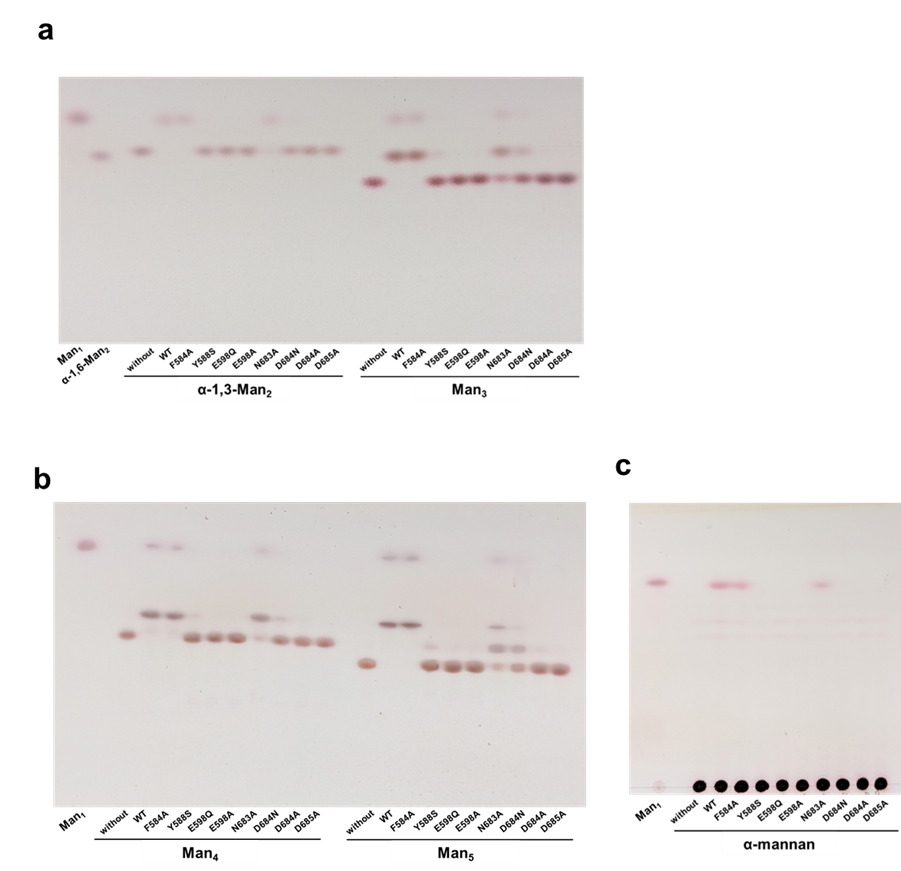 a
Man₁ α-1,6-Man₂ without WT F584A Y588S E598Q E598A N683A D684N D684A D685A without WT F584A Y588S E598Q E598A N683A D684N D684A D685A
α-1,3-Man₂ Man₃
b
c
Man₁ without WT F584A Y588S E598Q E598A N683A D684N D684A D685A without WT F584A Y588S E598Q E598A N683A D684N D684A D685A
Man₄ Man₅
Man₁ without WT F584A Y588S E598Q E598A N683A D684N D684A D685A
α-mannan